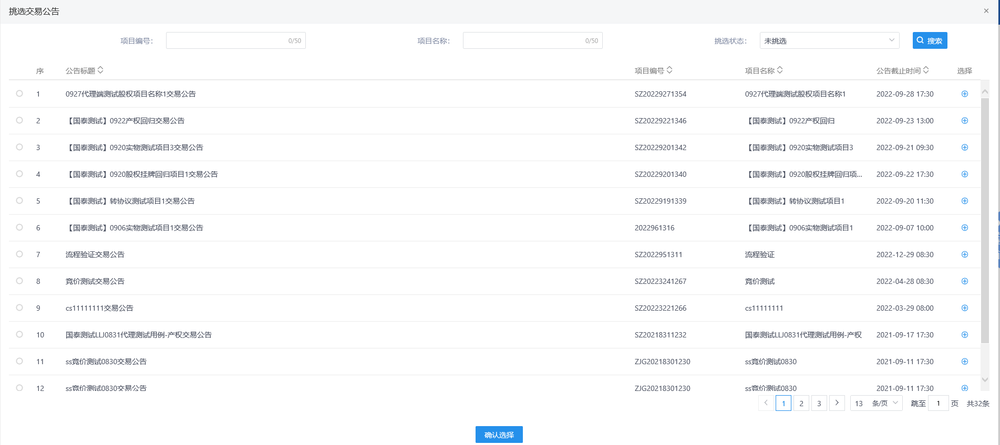 挑选交易公告
项目编号： 0/50 项目名称： 0/50 挑选状态： 未挑选 搜索
序 公告标题 项目编号 项目名称 公告截止时间 选择
1 0927代理端测试股权项目名称1交易公告 SZ20229271354 0927代理端测试股权项目名称1 2022-09-28 17:30
2 【国泰测试】0922产权回归交易公告 SZ20229221346 【国泰测试】0922产权回归 2022-09-23 13:00
3 【国泰测试】0920实物测试项目3交易公告 SZ20229201342 【国泰测试】0920实物测试项目3 2022-09-21 09:30
4 【国泰测试】0920股权挂牌回归项目1交易公告 SZ20229201340 【国泰测试】0920股权挂牌回归项... 2022-09-22 17:30
5 【国泰测试】转协议测试项目1交易公告 SZ20229191339 【国泰测试】转协议测试项目1 2022-09-20 11:30
6 【国泰测试】0906实物测试项目1交易公告 2022961316 【国泰测试】0906实物测试项目1 2022-09-07 10:00
7 流程验证交易公告 SZ2022951311 流程验证 2022-12-29 08:30
8 竞价测试交易公告 SZ20223241267 竞价测试 2022-04-28 08:30
9 cs11111111交易公告 SZ20223221266 cs11111111 2022-03-29 08:00
10 国泰测试LLJ0831代理测试用例-产权交易公告 SZ20218311232 国泰测试LLJ0831代理测试用例-产权 2021-09-17 17:30
11 ss竞价测试0830交易公告 ZJG20218301230 ss竞价测试0830 2021-09-11 17:30
12 ss竞价测试0830交易公告 ZJG20218301230 ss竞价测试0830 2021-09-11 17:30
1 2 3 13 条/页 跳至 1 页 共32条
确认选择